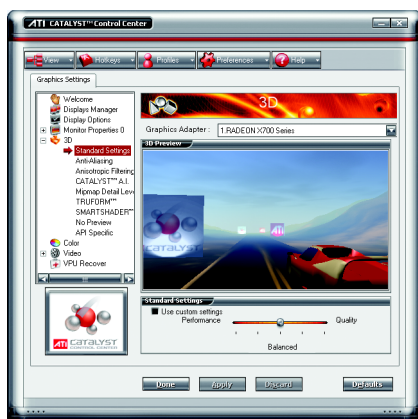 ATI CATALYST™ Control Center
View
Hotkeys
Profiles
Preferences
Help
Graphics Settings
Welcome
Displays Manager
Display Options
Monitor Properties 0
3D
Standard Settings
Anti-Aliasing
Anisotropic Filtering
CATALYST™ A.I.
Mipmap Detail Leve
TRUFORM™
SMARTSHADER™
No Preview
API Specific
Color
Video
VPU Recover
ATI CATALYST
CONTROL CENTER
3D
Graphics Adapter :
1.RADEON X700 Series
3D Preview
CATALYST
ATI
Standard Settings
Use custom settings
Performance
Quality
Balanced
Done
Apply
Discard
Defaults